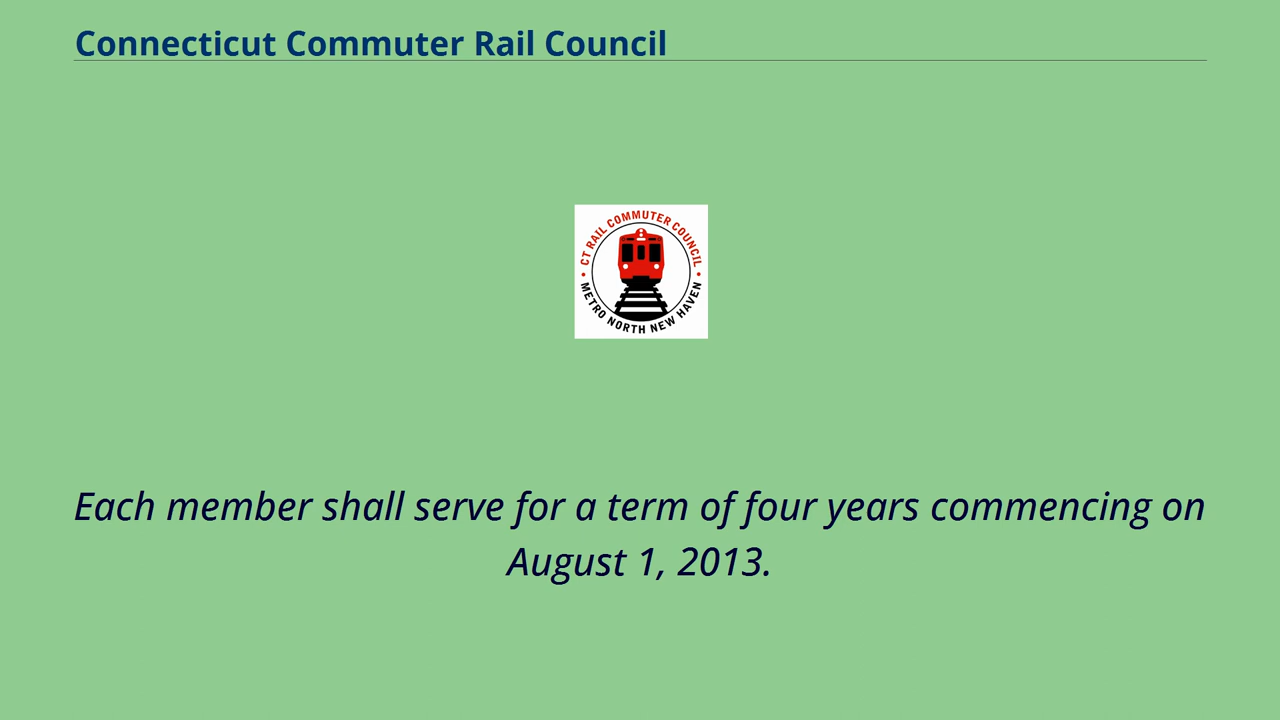 Connecticut Commuter Rail Council
• CT RAIL COMMUTER COUNCIL •
METRO NORTH NEW HAVEN
Each member shall serve for a term of four years commencing on
August 1, 2013.